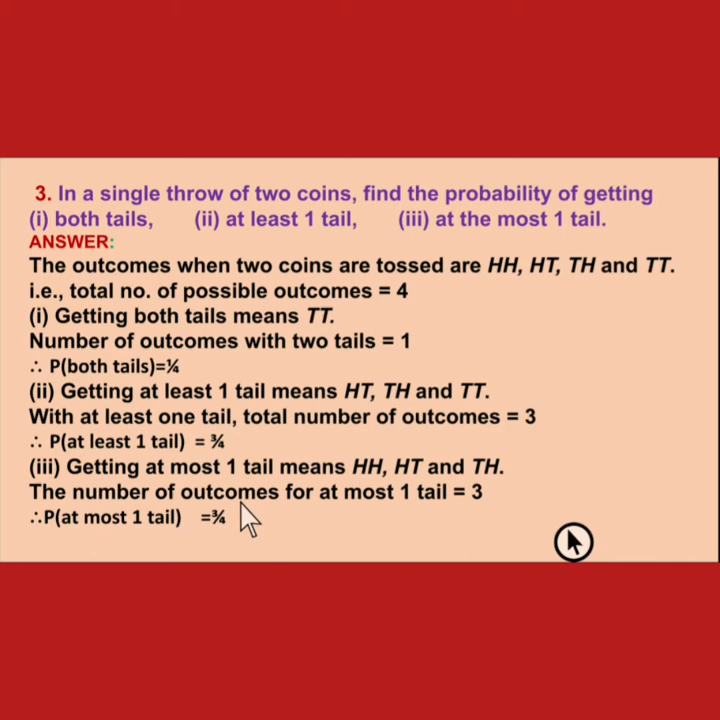 3. In a single throw of two coins, find the probability of getting
(i) both tails, (ii) at least 1 tail, (iii) at the most 1 tail.
ANSWER:
The outcomes when two coins are tossed are HH, HT, TH and TT.
i.e., total no. of possible outcomes = 4
(i) Getting both tails means TT.
Number of outcomes with two tails = 1
∴ P(both tails)=¼
(ii) Getting at least 1 tail means HT, TH and TT.
With at least one tail, total number of outcomes = 3
∴ P(at least 1 tail) = ¾
(iii) Getting at most 1 tail means HH, HT and TH.
The number of outcomes for at most 1 tail = 3
∴P(at most 1 tail) =¾